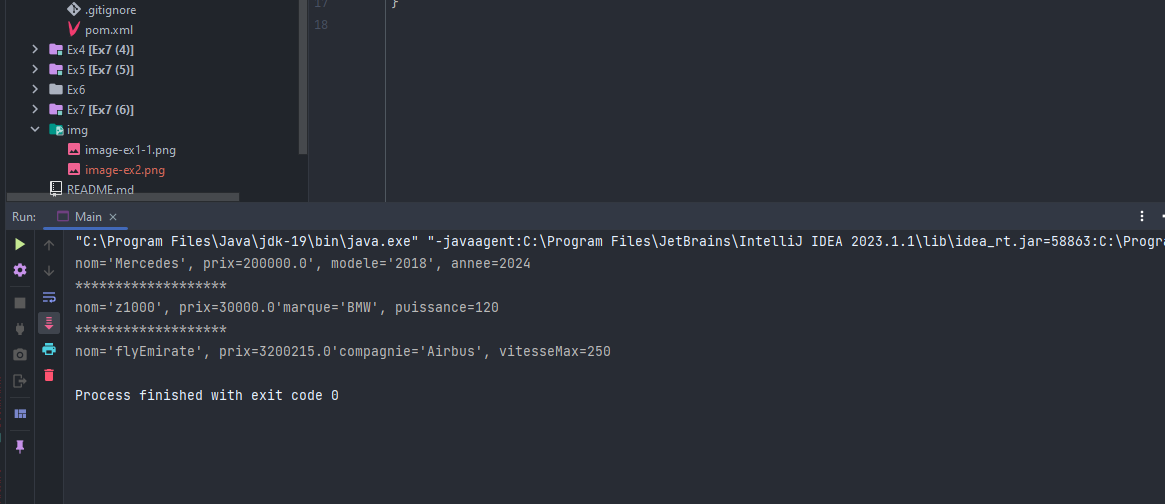 .gitignore
17 }
pom.xml
18
Ex4 [Ex7 (4)]
Ex5 [Ex7 (5)]
Ex6
Ex7 [Ex7 (6)]
img
image-ex1-1.png
image-ex2.png
README.md
Run: Main ×
"C:\Program Files\Java\jdk-19\bin\java.exe" "-javaagent:C:\Program Files\JetBrains\IntelliJ IDEA 2023.1.1\lib\idea_rt.jar=58863:C:\Progra
nom='Mercedes', prix=200000.0', modele='2018', annee=2024
*******************
nom='z1000', prix=30000.0'marque='BMW', puissance=120
*******************
nom='flyEmirate', prix=3200215.0'compagnie='Airbus', vitesseMax=250
Process finished with exit code 0